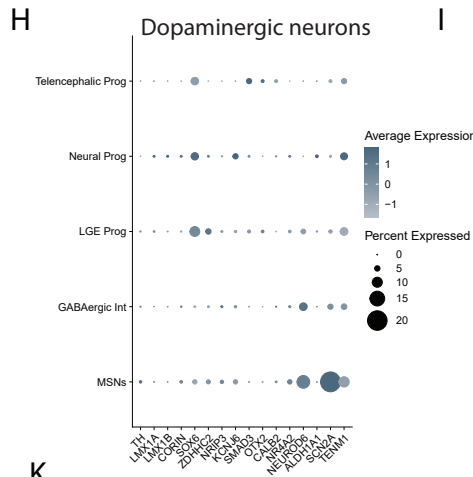 H
I
Dopaminergic neurons
Telencephalic Prog
Neural Prog
LGE Prog
GABAergic Int
MSNs
TH
LMX1A
LMX1B
CORIN
SOX6
ZDHHC2
NRIP3
KCNJ6
SMAD3
OTX2
CALB2
NR4A2
NEUROD6
ALDH1A1
SCN2A
TENM1
Average Expression
1
0
−1
Percent Expressed
0
5
10
15
20
K